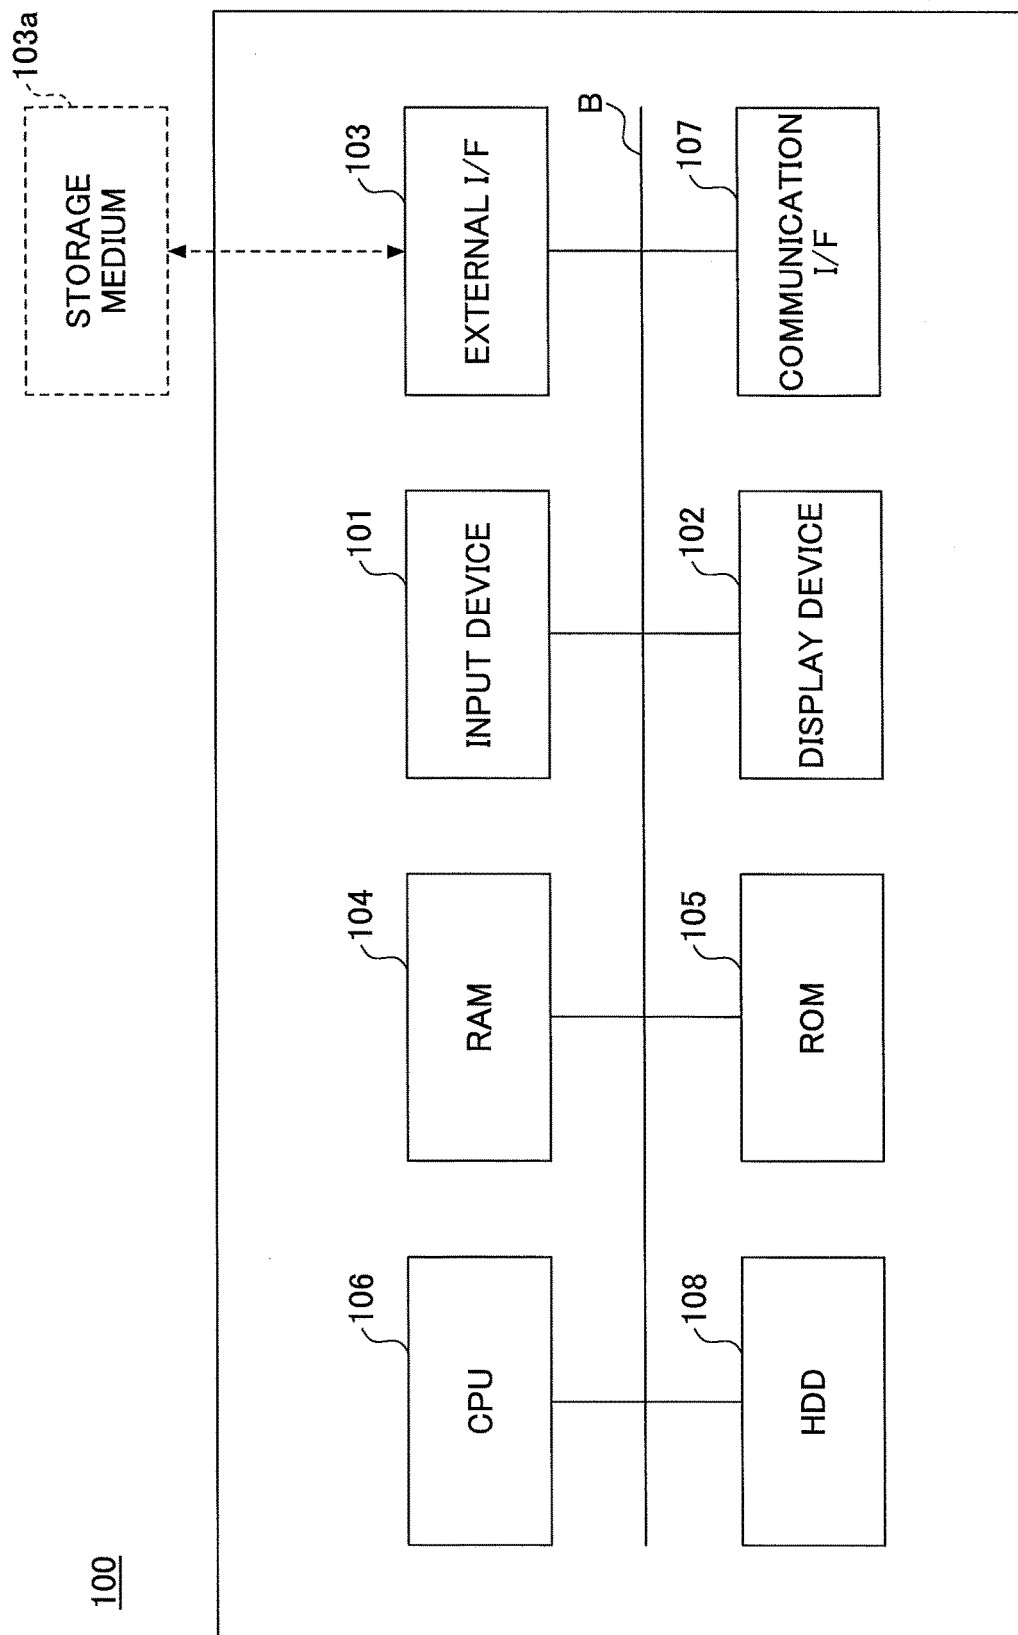 100
STORAGE
MEDIUM
103a
106
CPU
104
RAM
101
INPUT DEVICE
103
EXTERNAL I/F
B
108
HDD
105
ROM
102
DISPLAY DEVICE
107
COMMUNICATION
I/F